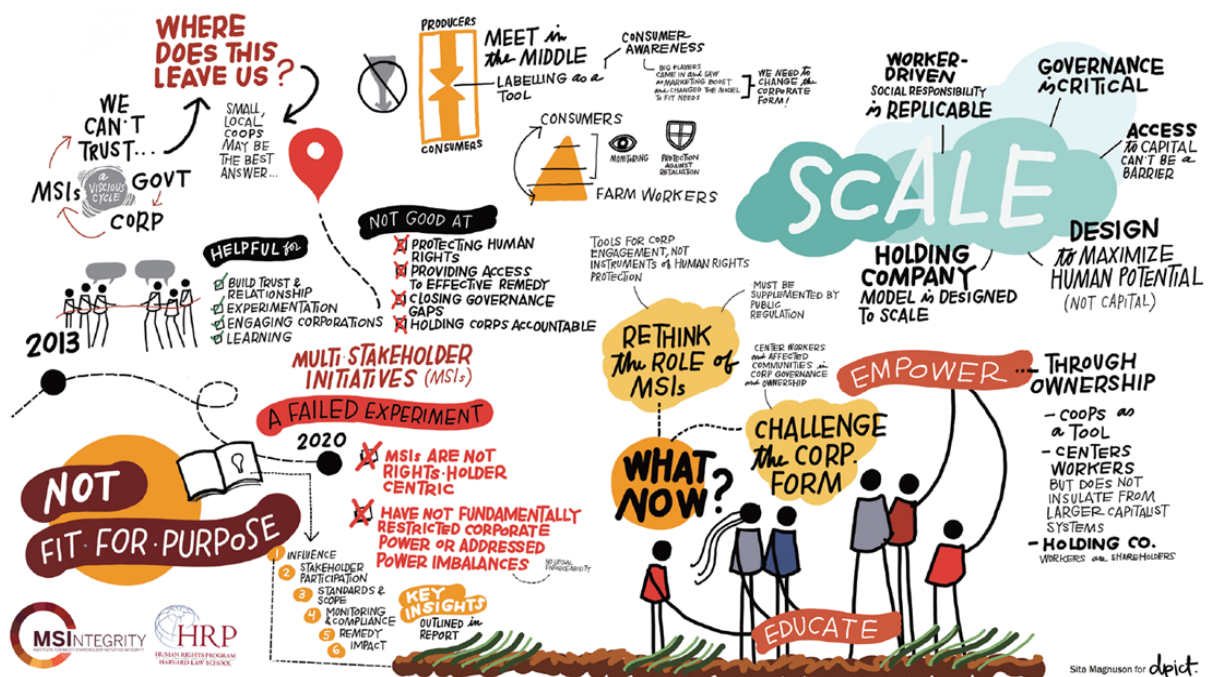 WHERE
DOES THIS
LEAVE US?
WE
CAN'T
TRUST...
MSIs
a
VISCIOUS
CYCLE
GOVT
CORP
SMALL,
LOCAL
COOPS
MAY BE
THE BEST
ANSWER...
PRODUCERS
CONSUMERS
MEET in
the MIDDLE
LABELLING as a
TOOL
CONSUMER
AWARENESS
BIG PLAYERS
CAME in and SAW
as MARKETING BOOST
and CHANGED THE MODEL
TO FIT NEEDS
WE NEED to
CHANGE the
CORPORATE
FORM!
CONSUMERS
MONITORING
PROTECTION
AGAINST
RETALIATION
FARM WORKERS
WORKER-
DRIVEN
SOCIAL RESPONSIBILITY
is REPLICABLE
GOVERNANCE
is CRITICAL
ACCESS
to CAPITAL
CAN'T BE a
BARRIER
SCALE
HOLDING
COMPANY
MODEL is DESIGNED
TO SCALE
DESIGN
to MAXIMIZE
HUMAN POTENTIAL
(NOT CAPITAL)
HELPFUL for
BUILD TRUST &
RELATIONSHIP
EXPERIMENTATION
ENGAGING CORPORATIONS
LEARNING
NOT GOOD AT
PROTECTING HUMAN
RIGHTS
PROVIDING ACCESS
TO EFFECTIVE REMEDY
CLOSING GOVERNANCE
GAPS
HOLDING CORPS ACCOUNTABLE
2013
MULTI-STAKEHOLDER
INITIATIVES (MSIs)
A FAILED EXPERIMENT
2020
MSIs ARE NOT
RIGHTS-HOLDER
CENTRIC
HAVE NOT FUNDAMENTALLY
RESTRICTED CORPORATE
POWER OR ADDRESSED
POWER IMBALANCES
NO LEGAL
ENFORCEABILITY
NOT
FIT·FOR·PURPOSE
1 INFLUENCE
2 STAKEHOLDER
PARTICIPATION
3 STANDARDS &
SCOPE
4 MONITORING
& COMPLIANCE
5 REMEDY
6 IMPACT
KEY
INSIGHTS
OUTLINED in
REPORT
TOOLS FOR CORP
ENGAGEMENT, NOT
INSTRUMENTS of HUMAN RIGHTS
PROTECTION
MUST BE
SUPPLEMENTED BY
PUBLIC
REGULATION
RETHINK
the ROLE of
MSIs
CENTER WORKERS
and AFFECTED
COMMUNITIES in
CORP GOVERNANCE
and OWNERSHIP
CHALLENGE
the CORP.
FORM
WHAT
NOW?
EMPOWER
THROUGH
OWNERSHIP
- COOPS as
a TOOL
- CENTERS
WORKERS
BUT DOES NOT
INSULATE FROM
LARGER CAPITALIST
SYSTEMS
- HOLDING CO.
WORKERS are SHAREHOLDERS
EDUCATE
MSINTEGRITY
INSTITUTE FOR MULTI-STAKEHOLDER INITIATIVE INTEGRITY
HRP
HUMAN RIGHTS PROGRAM
HARVARD LAW SCHOOL
Sita Magnuson for dpict.